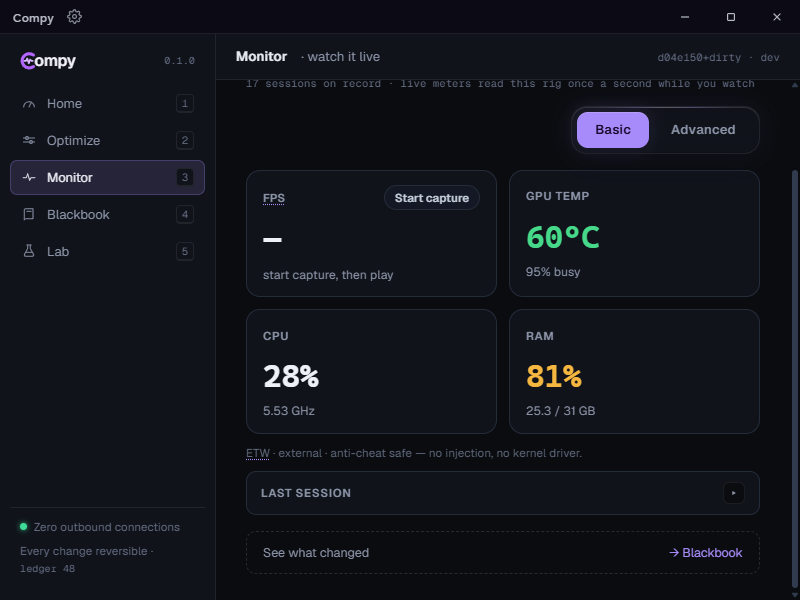 Compy
Compy 0.1.0
Home 1
Optimize 2
Monitor 3
Blackbook 4
Lab 5
Zero outbound connections
Every change reversible ·
ledger 48
Monitor · watch it live
d04e150+dirty · dev
17 sessions on record · live meters read this rig once a second while you watch
Basic Advanced
FPS Start capture
—
start capture, then play
GPU TEMP
60°C
95% busy
CPU
28%
5.53 GHz
RAM
81%
25.3 / 31 GB
ETW · external · anti-cheat safe — no injection, no kernel driver.
LAST SESSION
See what changed → Blackbook